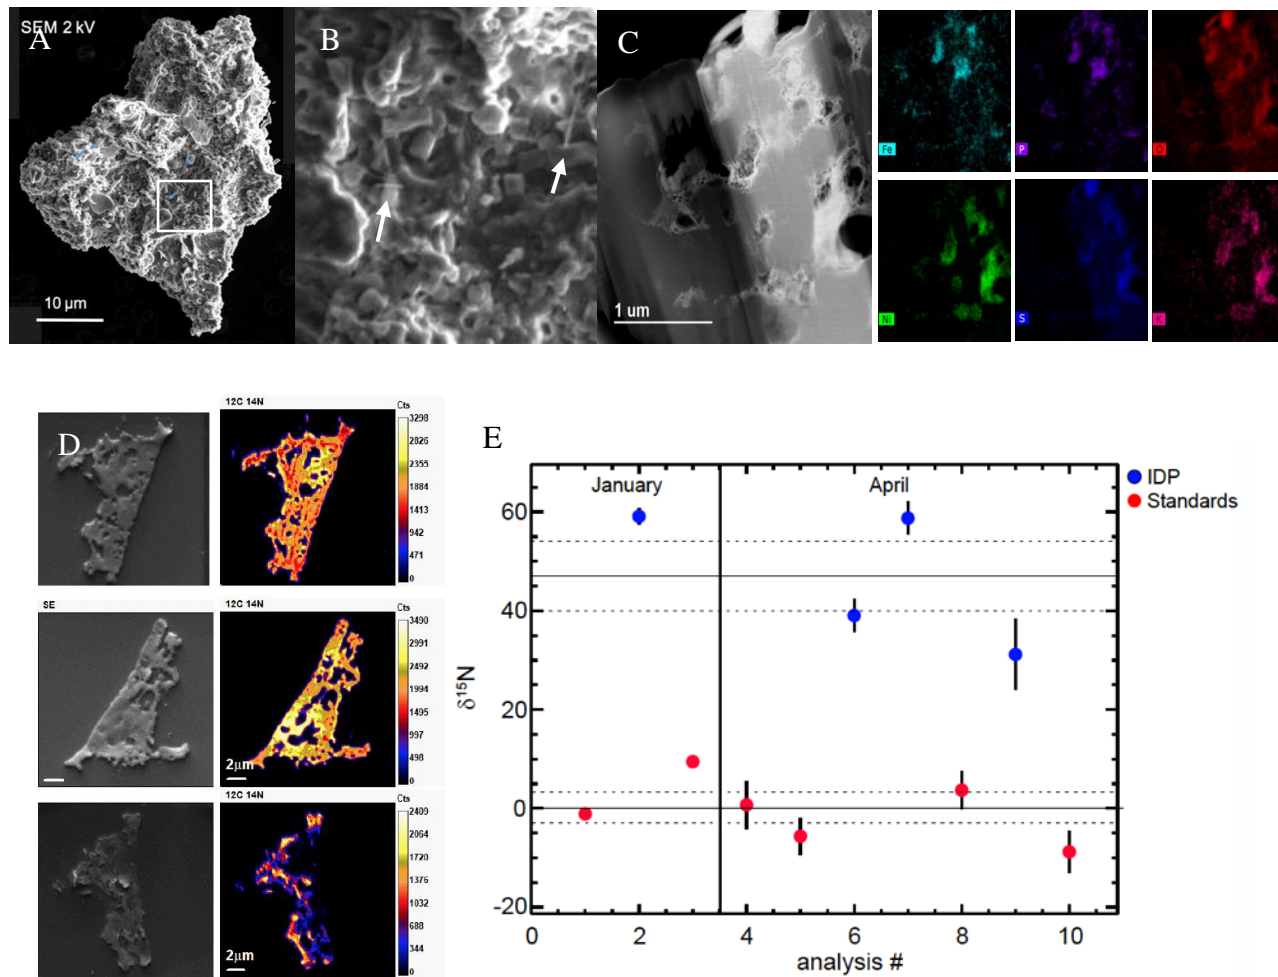 SEM 2 kV
A
10 µm
B
C
1 um
Fe
P
O
Ni
S
K
D
12C 14N
Cts
3298
2826
2355
1884
1413
942
471
0
SE
12C 14N
2µm
Cts
3490
2991
2492
1994
1495
997
498
0
12C 14N
2µm
Cts
2409
2064
1720
1376
1032
688
344
0
E
January
April
IDP
Standards
60
40
20
0
-20
δ15N
0
2
4
6
8
10
analysis #